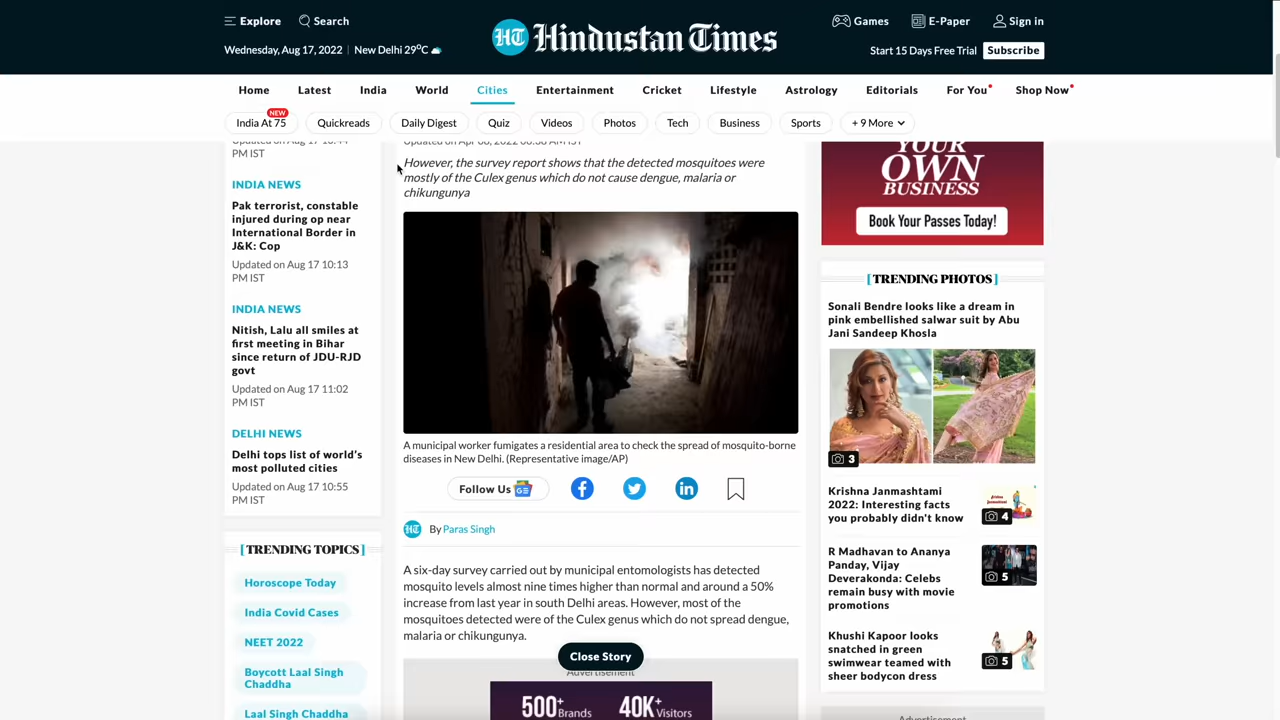 Explore
Search
HT Hindustan Times
Games
E-Paper
Sign in
Wednesday, Aug 17, 2022
New Delhi 29⁰C
Start 15 Days Free Trial
Subscribe
Home
Latest
India
World
Cities
Entertainment
Cricket
Lifestyle
Astrology
Editorials
For You
Shop Now
NEW
India At 75
Quickreads
Daily Digest
Quiz
Videos
Photos
Tech
Business
Sports
+ 9 More
PM IST
INDIA NEWS
Pak terrorist, constable
injured during op near
International Border in
J&K: Cop
Updated on Aug 17 10:13
PM IST
INDIA NEWS
Nitish, Lalu all smiles at
first meeting in Bihar
since return of JDU-RJD
govt
Updated on Aug 17 11:02
PM IST
DELHI NEWS
Delhi tops list of world's
most polluted cities
Updated on Aug 17 10:55
PM IST
[ TRENDING TOPICS ]
Horoscope Today
India Covid Cases
NEET 2022
Boycott Laal Singh
Chaddha
Laal Singh Chaddha
However, the survey report shows that the detected mosquitoes were
mostly of the Culex genus which do not cause dengue, malaria or
chikungunya
A municipal worker fumigates a residential area to check the spread of mosquito-borne
diseases in New Delhi. (Representative image/AP)
Follow Us
HT By Paras Singh
A six-day survey carried out by municipal entomologists has detected
mosquito levels almost nine times higher than normal and around a 50%
increase from last year in south Delhi areas. However, most of the
mosquitoes detected were of the Culex genus which do not spread dengue,
malaria or chikungunya.
Close Story
Advertisement
500+ Brands
40K+ Visitors
YOUR
OWN
BUSINESS
Book Your Passes Today!
[ TRENDING PHOTOS ]
Sonali Bendre looks like a dream in
pink embellished salwar suit by Abu
Jani Sandeep Khosla
3
Krishna Janmashtami
2022: Interesting facts
you probably didn't know
4
R Madhavan to Ananya
Panday, Vijay
Deverakonda: Celebs
remain busy with movie
promotions
5
Khushi Kapoor looks
snatched in green
swimwear teamed with
sheer bodycon dress
5
Advertisement